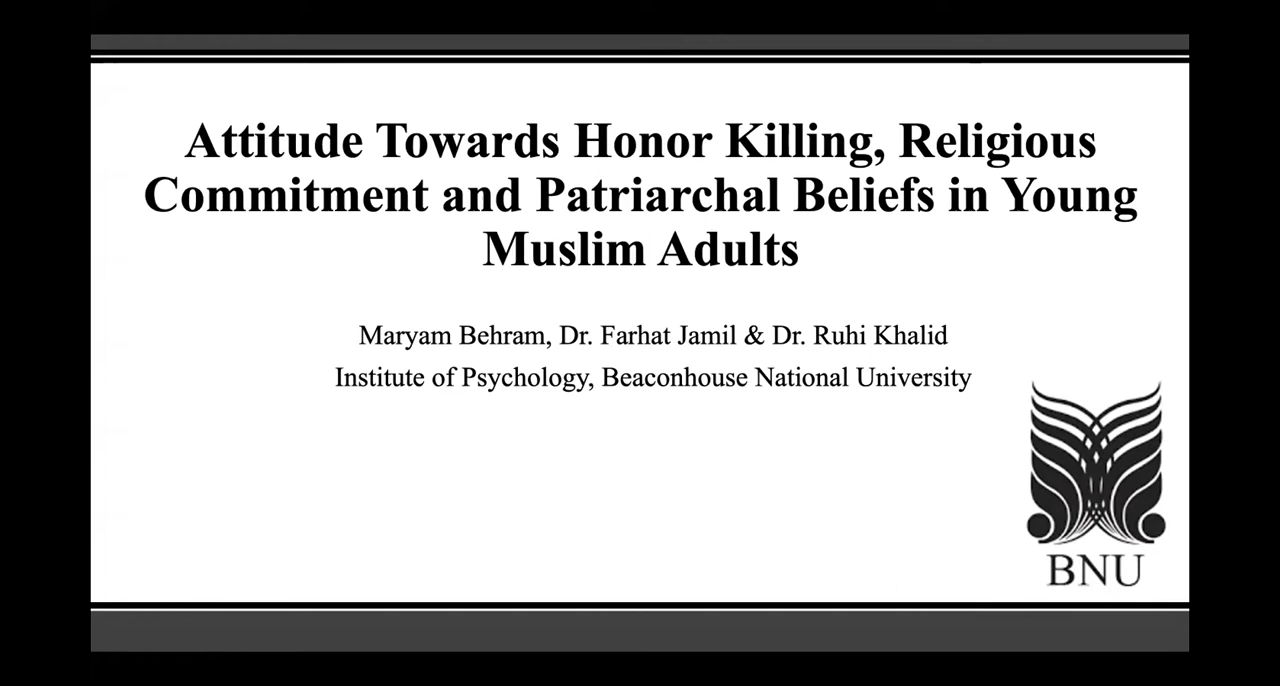 Attitude Towards Honor Killing, Religious
Commitment and Patriarchal Beliefs in Young
Muslim Adults
Maryam Behram, Dr. Farhat Jamil & Dr. Ruhi Khalid
Institute of Psychology, Beaconhouse National University
BNU